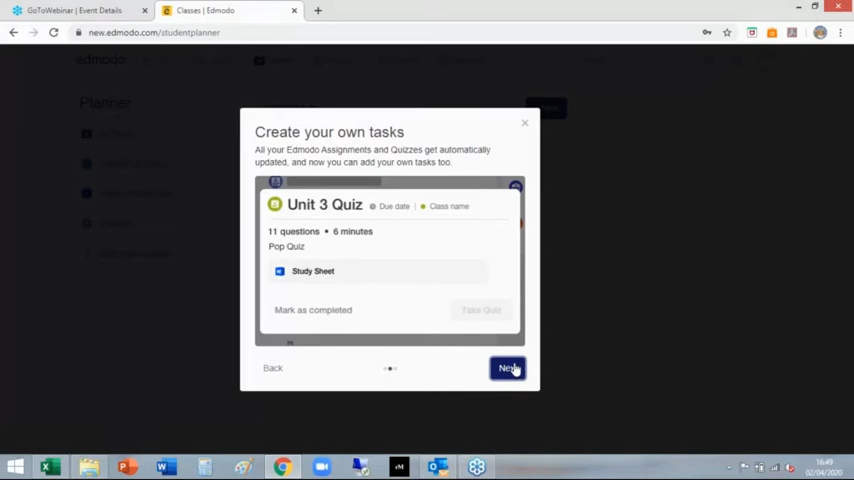 GoToWebinar | Event Details
Classes | Edmodo
new.edmodo.com/studentplanner
edmodo
Planner
Create your own tasks
All your Edmodo Assignments and Quizzes get automatically
updated, and now you can add your own tasks too.
Unit 3 Quiz
Due date
Class name
11 questions • 6 minutes
Pop Quiz
Study Sheet
Mark as completed
Take Quiz
Back
Next
16:49
02/04/2020